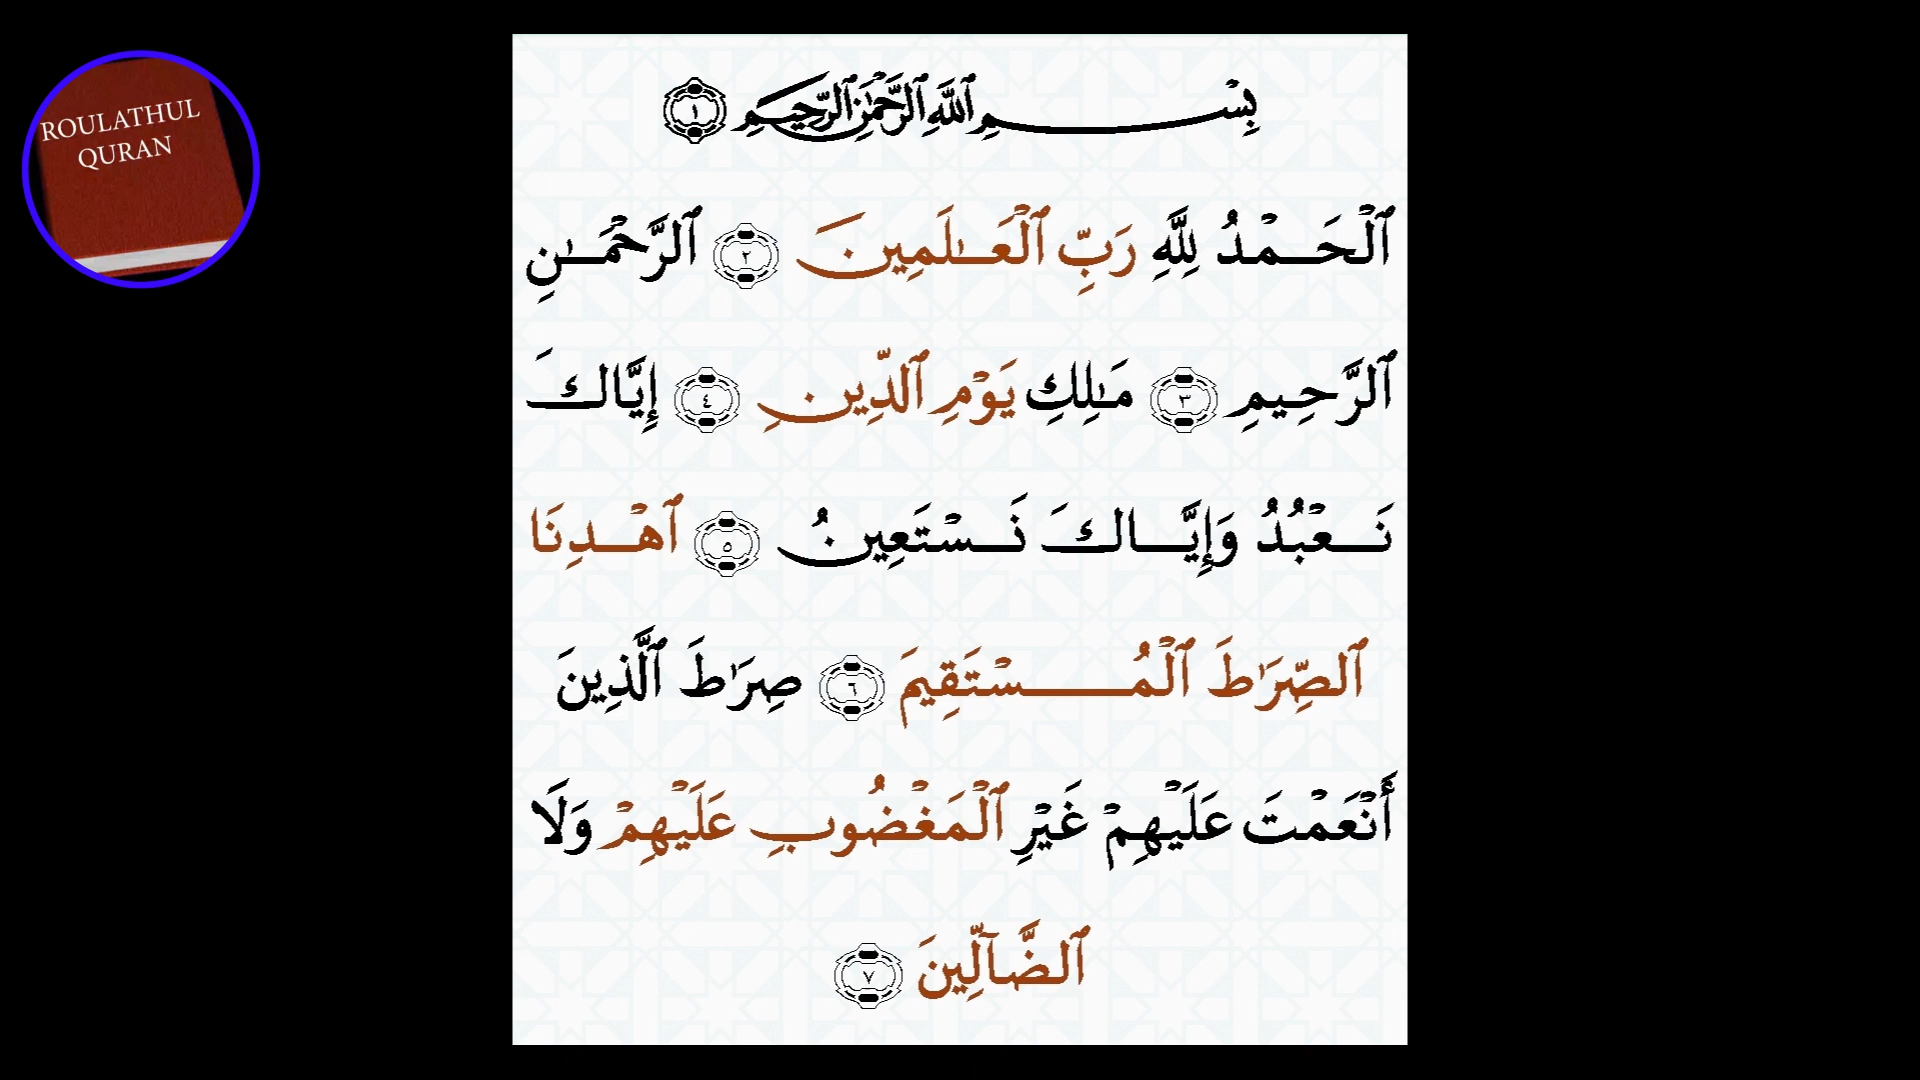 ROULATHUL
QURAN
بِسْمِ ٱللَّهِ ٱلرَّحْمَٰنِ ٱلرَّحِيمِ ١
ٱلْحَمْدُ لِلَّهِ رَبِّ ٱلْعَـٰلَمِينَ ٢ ٱلرَّحْمَـٰنِ
ٱلرَّحِيمِ ٣ مَـٰلِكِ يَوْمِ ٱلدِّينِ ٤ إِيَّاكَ
نَعْبُدُ وَإِيَّاكَ نَسْتَعِينُ ٥ ٱهْدِنَا
ٱلصِّرَٰطَ ٱلْمُسْتَقِيمَ ٦ صِرَٰطَ ٱلَّذِينَ
أَنْعَمْتَ عَلَيْهِمْ غَيْرِ ٱلْمَغْضُوبِ عَلَيْهِمْ وَلَا
ٱلضَّآلِّينَ ٧